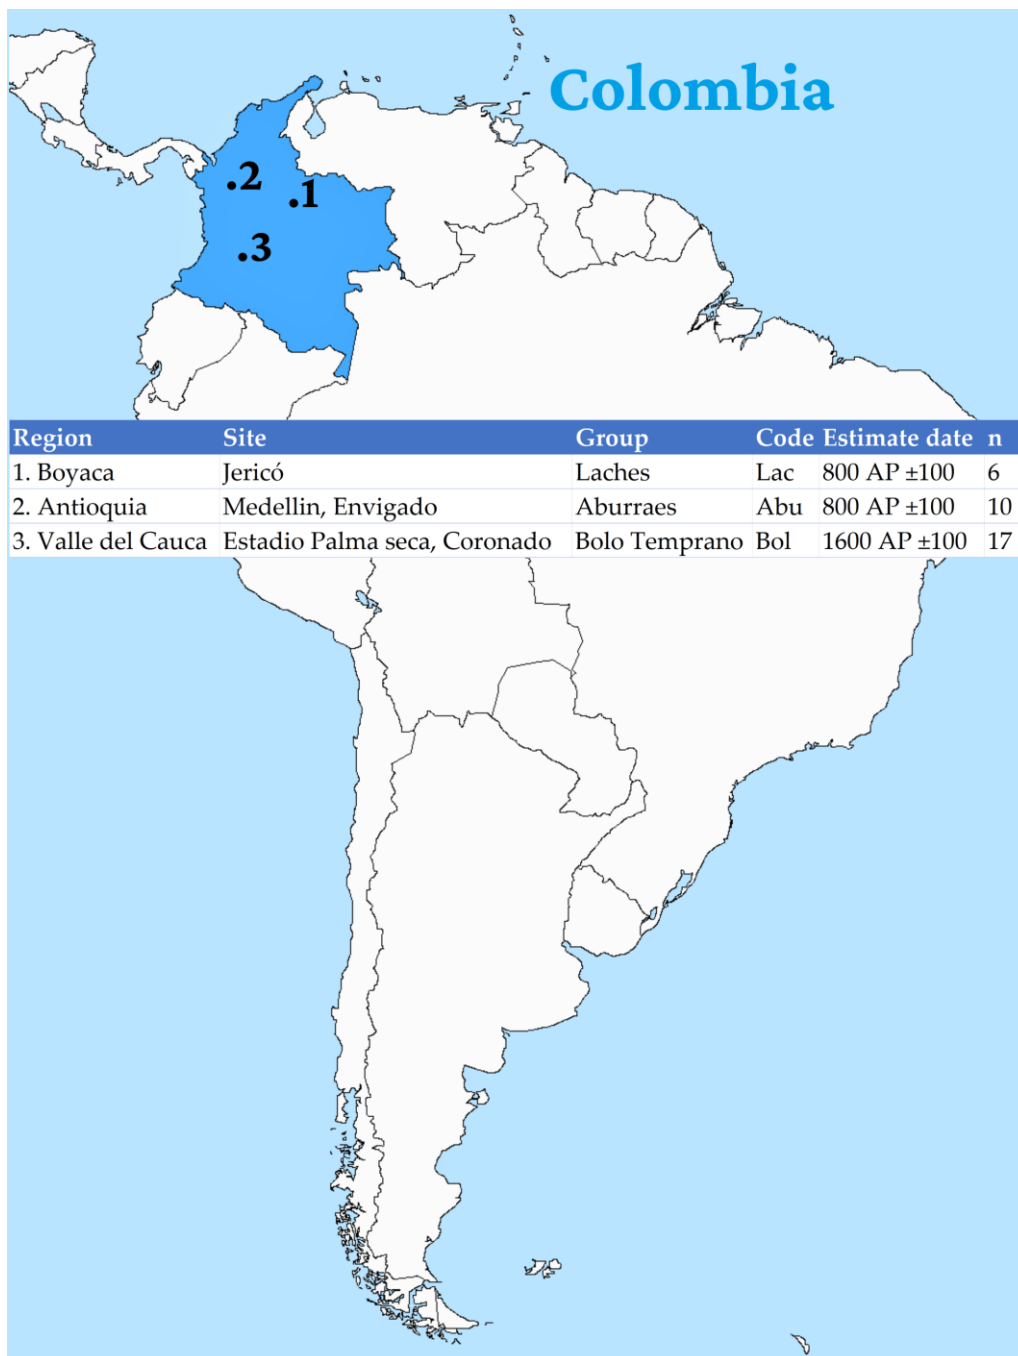 Colombia
.2
.1
.3
Region Site Group Code Estimate date n
1. Boyaca Jericó Laches Lac 800 AP ±100 6
2. Antioquia Medellin, Envigado Aburraes Abu 800 AP ±100 10
3. Valle del Cauca Estadio Palma seca, Coronado Bolo Temprano Bol 1600 AP ±100 17